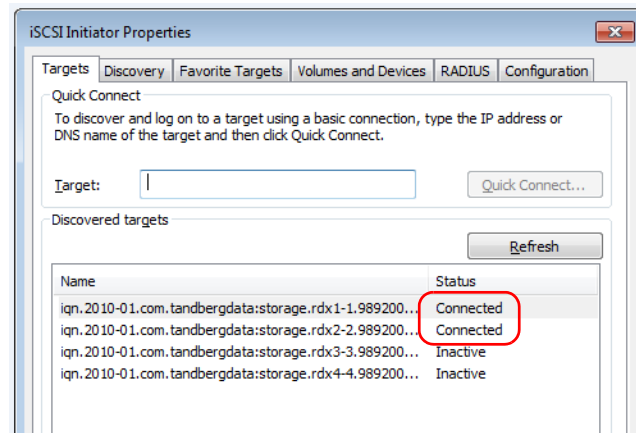 iSCSI Initiator Properties
Targets Discovery Favorite Targets Volumes and Devices RADIUS Configuration
Quick Connect
To discover and log on to a target using a basic connection, type the IP address or
DNS name of the target and then click Quick Connect.
Target: Quick Connect...
Discovered targets
Refresh
Name Status
iqn.2010-01.com.tandbergdata:storage.rdx1-1.989200... Connected
iqn.2010-01.com.tandbergdata:storage.rdx2-2.989200... Connected
iqn.2010-01.com.tandbergdata:storage.rdx3-3.989200... Inactive
iqn.2010-01.com.tandbergdata:storage.rdx4-4.989200... Inactive